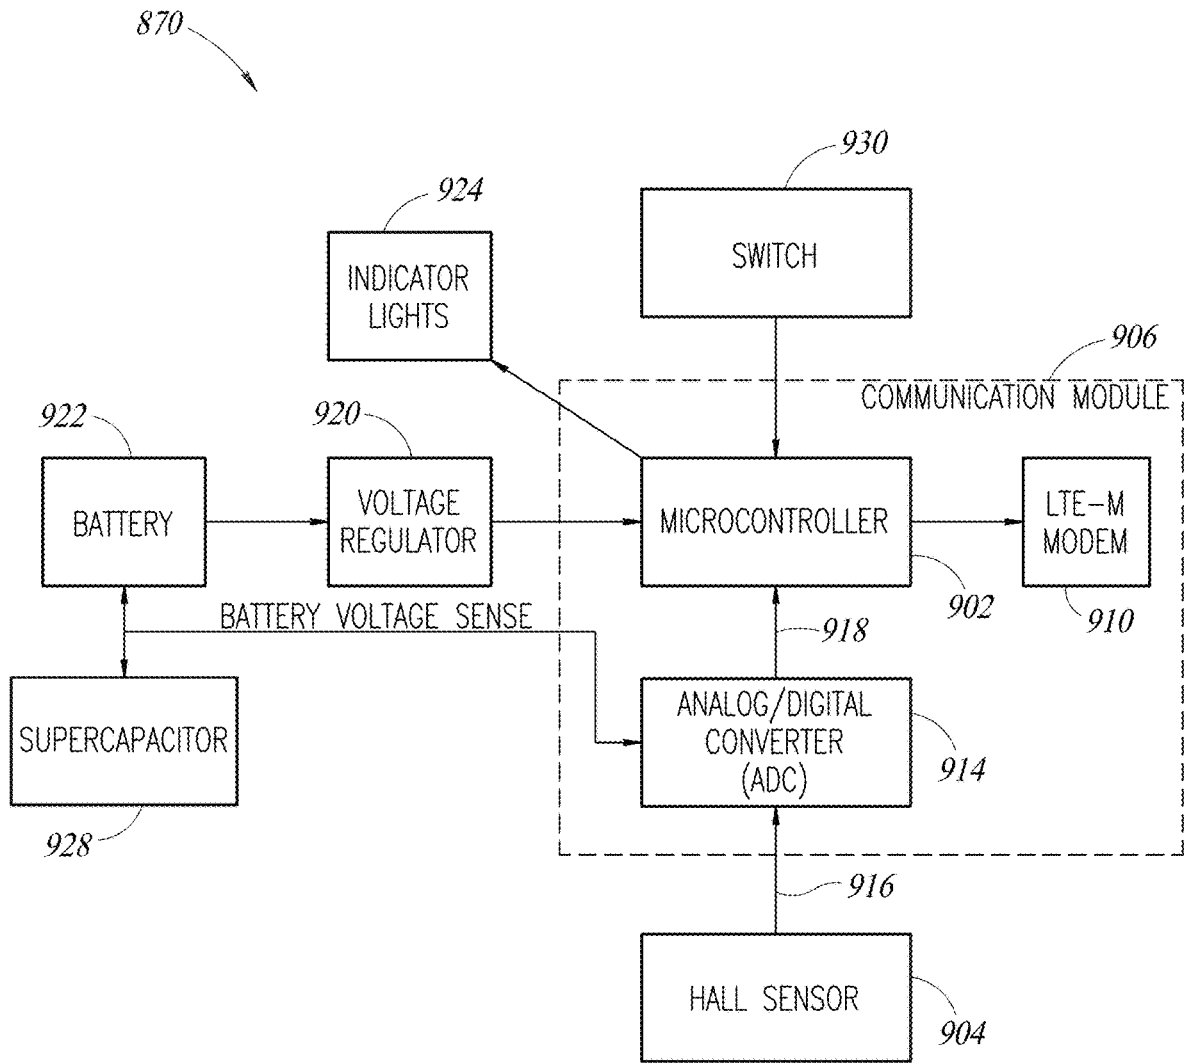 870
930
924
SWITCH
INDICATOR
LIGHTS
906
COMMUNICATION MODULE
922
920
BATTERY
VOLTAGE
REGULATOR
MICROCONTROLLER
LTE-M
MODEM
902
910
BATTERY VOLTAGE SENSE
918
SUPERCAPACITOR
ANALOG/DIGITAL
CONVERTER
(ADC)
914
928
916
HALL SENSOR
904